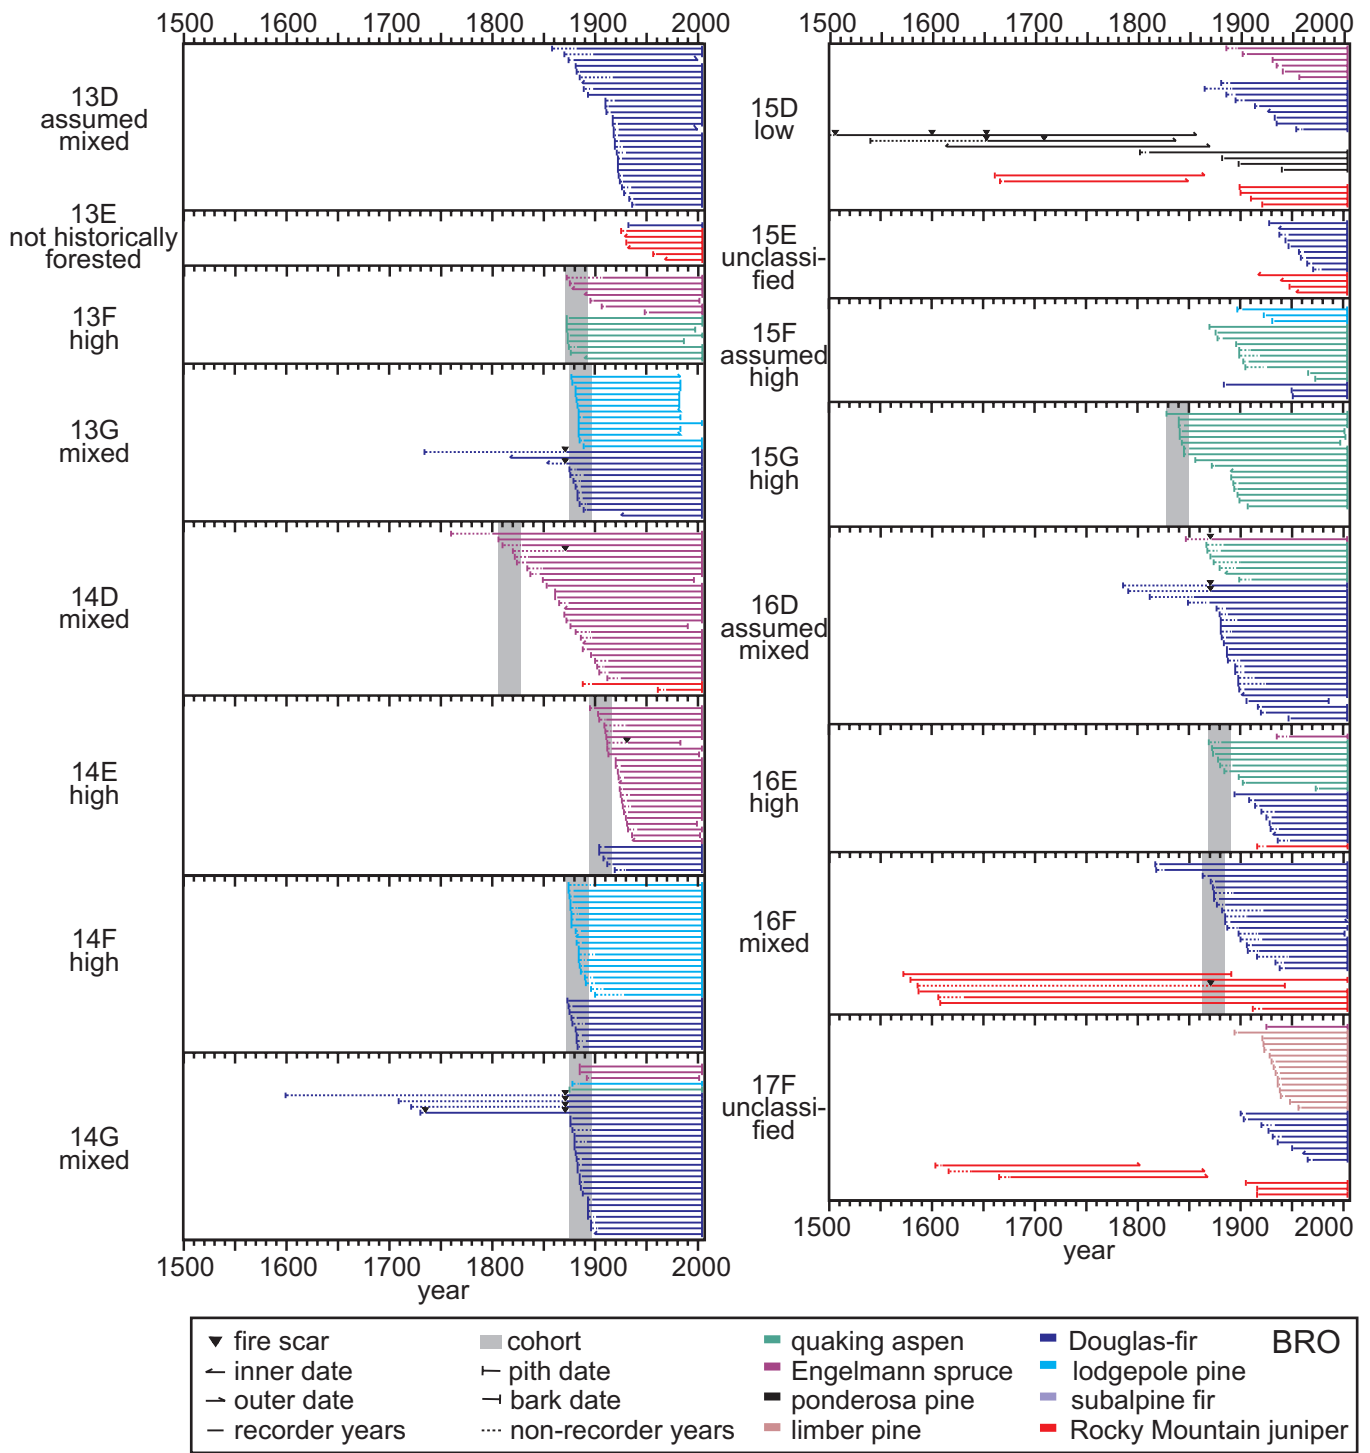 1500 1600 1700 1800 1900 2000
13D
assumed
mixed
13E
not historically
forested
13F
high
13G
mixed
14D
mixed
14E
high
14F
high
14G
mixed
1500 1600 1700 1800 1900 2000
year
1500 1600 1700 1800 1900 2000
15D
low
15E
unclassi-
fied
15F
assumed
high
15G
high
16D
assumed
mixed
16E
high
16F
mixed
17F
unclassi-
fied
1500 1600 1700 1800 1900 2000
year
fire scar
inner date
outer date
recorder years
cohort
pith date
bark date
non-recorder years
quaking aspen
Engelmann spruce
ponderosa pine
limber pine
Douglas-fir
lodgepole pine
subalpine fir
Rocky Mountain juniper
BRO